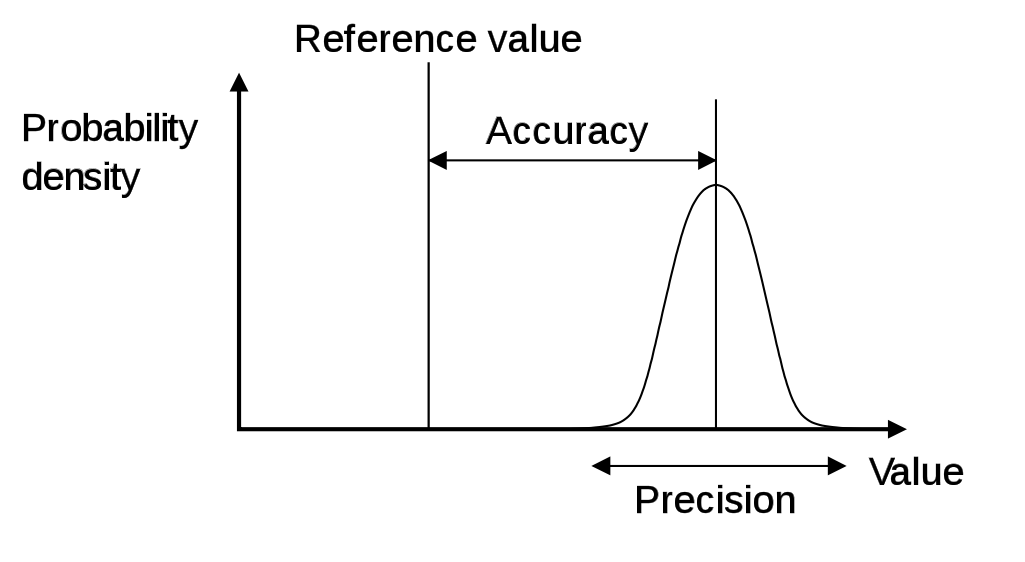 Reference value
Probability
density
Accuracy
Value
Precision